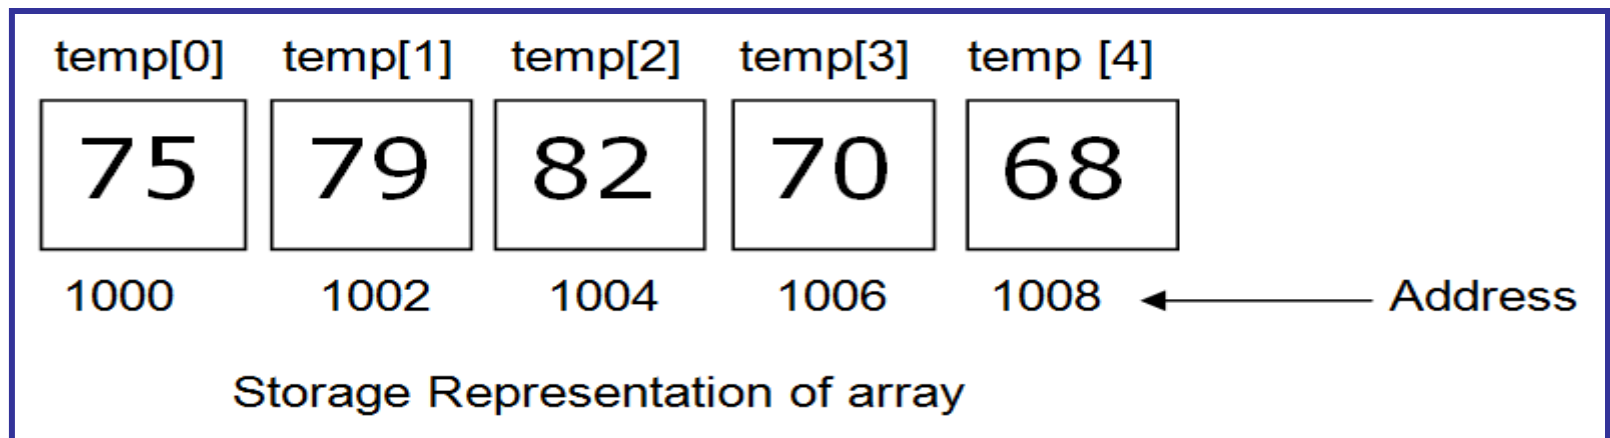 temp[0] temp[1] temp[2] temp[3] temp [4]
75 79 82 70 68
1000 1002 1004 1006 1008 Address
Storage Representation of array